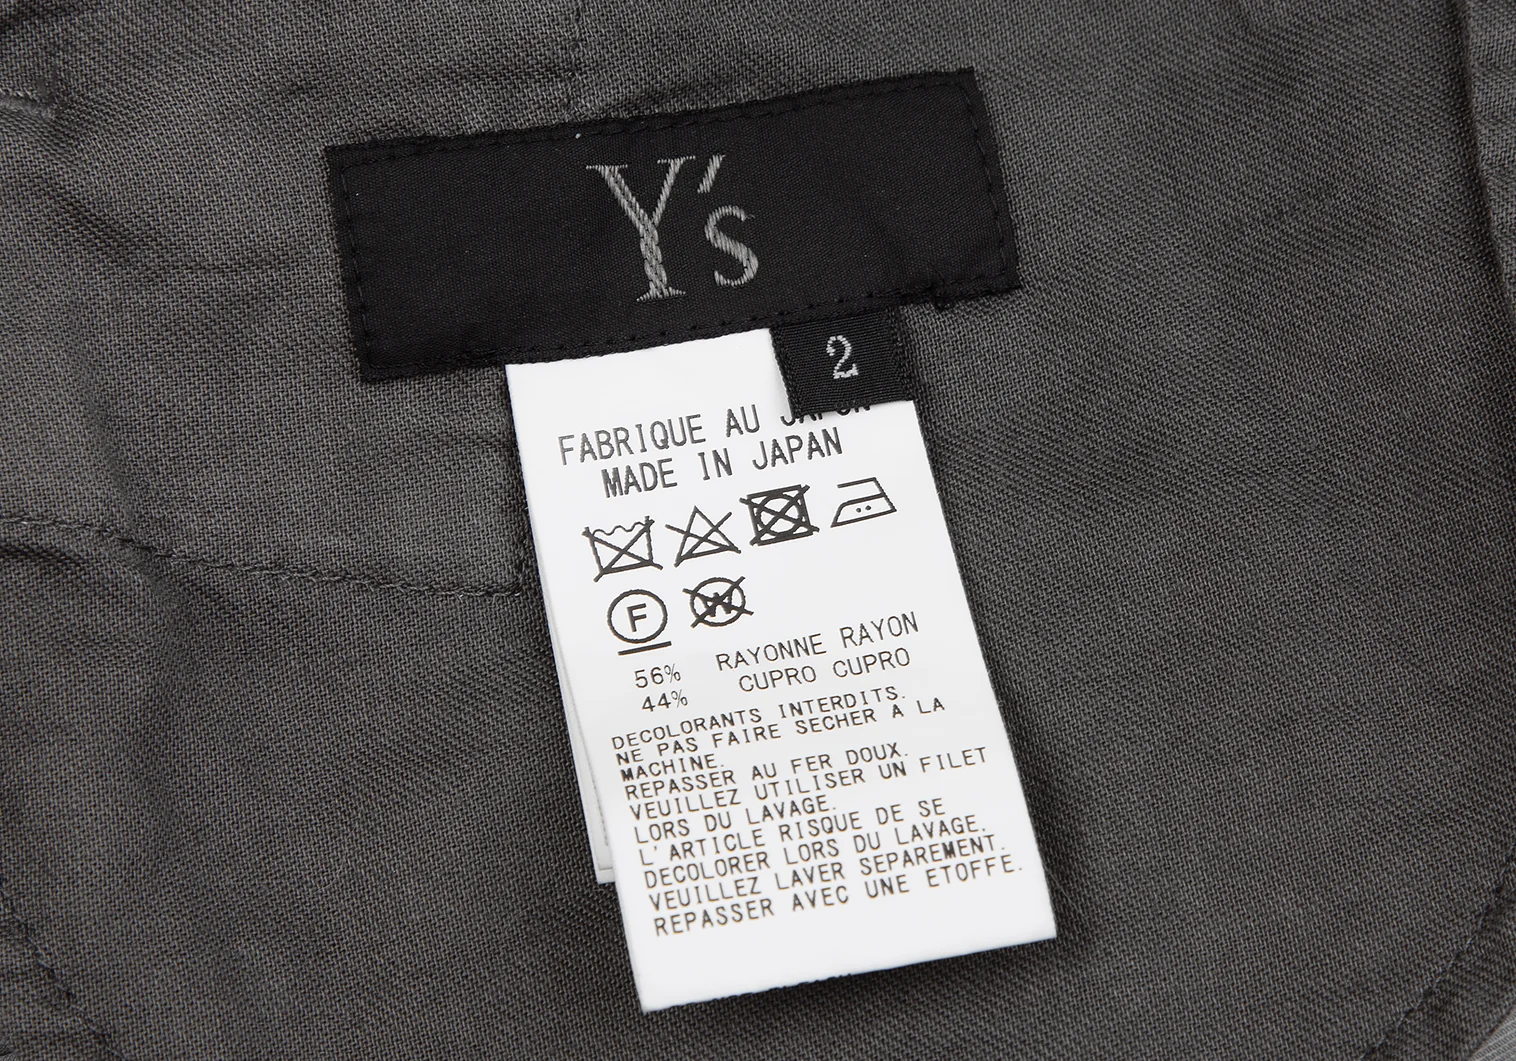 Y's
2
FABRIQUE AU JAPON
MADE IN JAPAN
F
W
56% RAYONNE RAYON
44% CUPRO CUPRO
DECOLORANTS INTERDITS.
NE PAS FAIRE SECHER A LA
MACHINE.
REPASSER AU FER DOUX.
VEUILLEZ UTILISER UN FILET
LORS DU LAVAGE.
L'ARTICLE RISQUE DE SE
DECOLORER LORS DU LAVAGE.
VEUILLEZ LAVER SEPAREMENT.
REPASSER AVEC UNE ETOFFE.